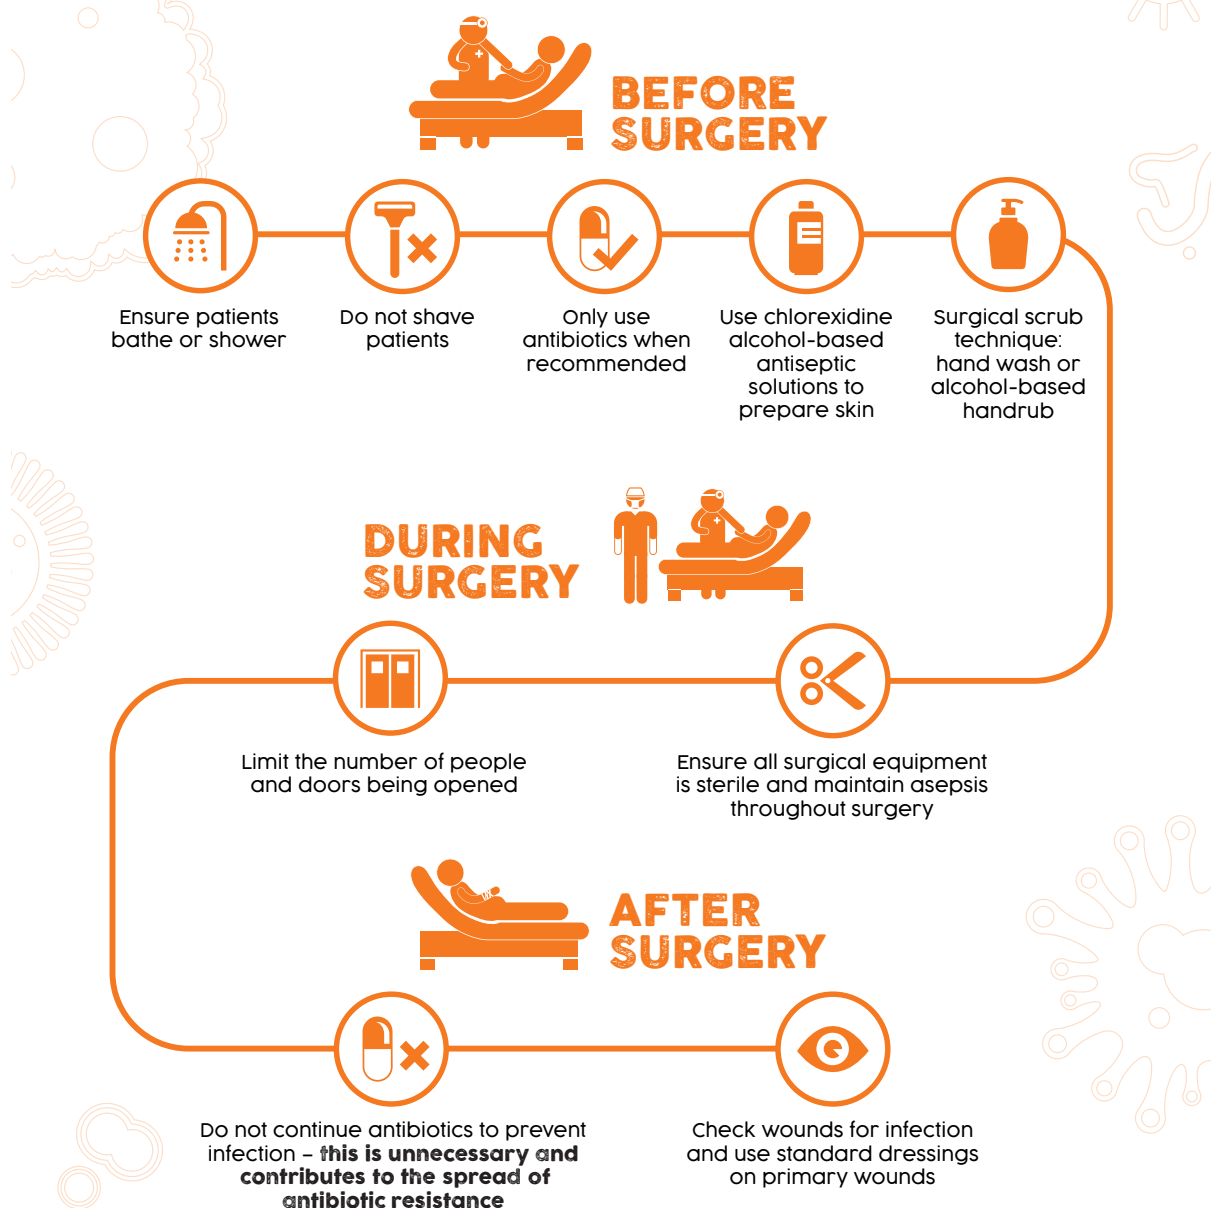 BEFORE
SURGERY
Ensure patients
bathe or shower
Do not shave
patients
Only use
antibiotics when
recommended
Use chlorexidine
alcohol-based
antiseptic
solutions to
prepare skin
Surgical scrub
technique:
hand wash or
alcohol-based
handrub
DURING
SURGERY
Limit the number of people
and doors being opened
Ensure all surgical equipment
is sterile and maintain asepsis
throughout surgery
AFTER
SURGERY
Do not continue antibiotics to prevent
infection – this is unnecessary and
contributes to the spread of
antibiotic resistance
Check wounds for infection
and use standard dressings
on primary wounds